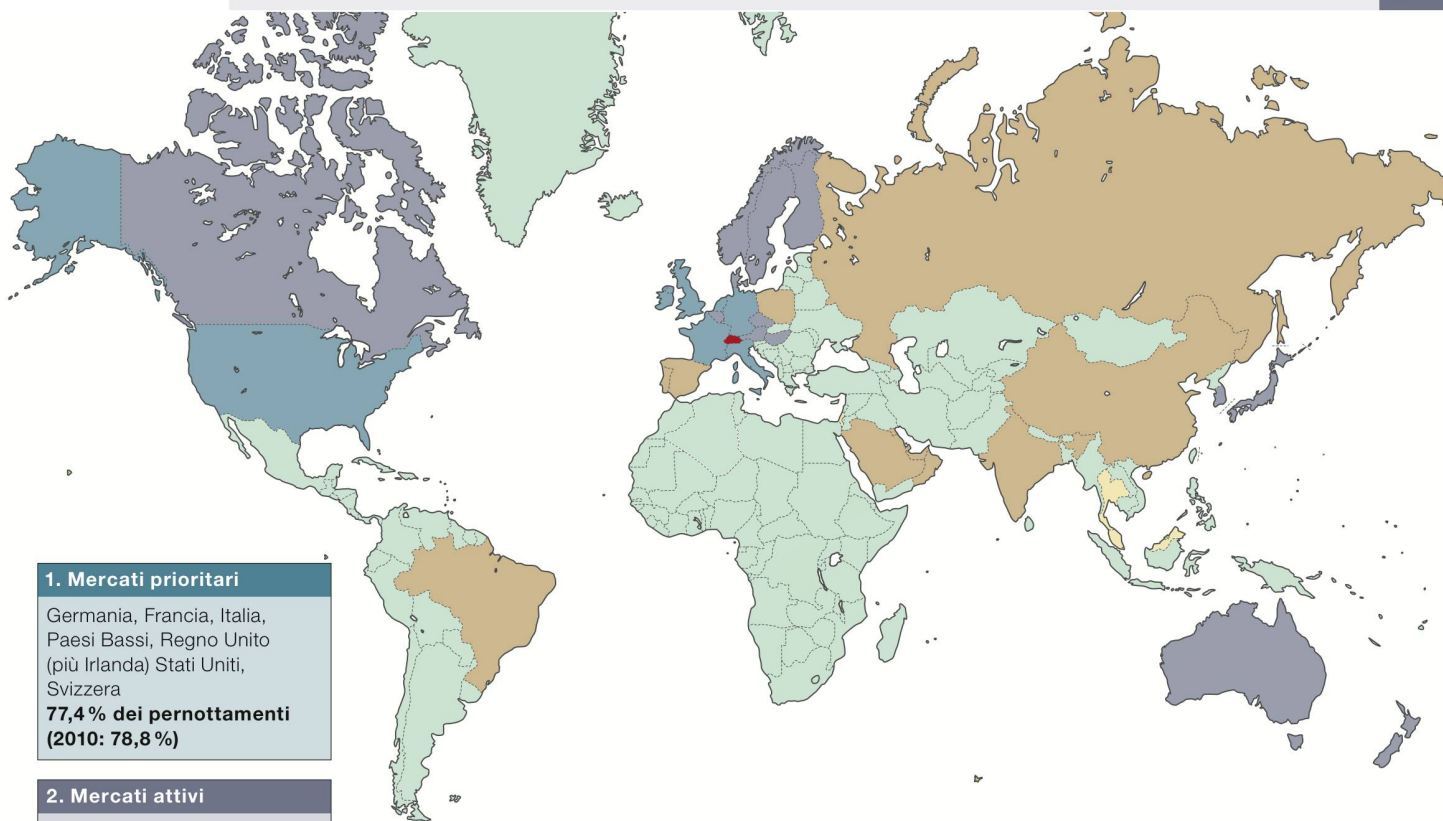 1. Mercati prioritari
Germania, Francia, Italia,
Paesi Bassi, Regno Unito
(più Irlanda) Stati Uniti,
Svizzera
77,4 % dei pernottamenti
(2010: 78,8 %)
2. Mercati attivi